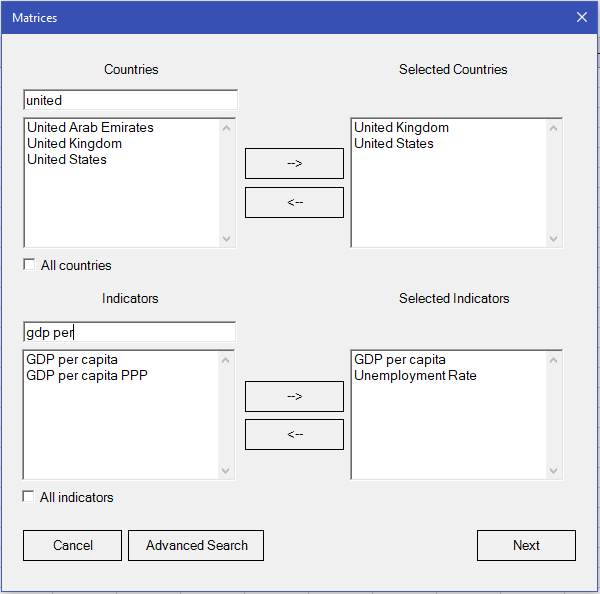 Matrices
Countries
Selected Countries
united
United Arab Emirates
United Kingdom
United States
-->
<--
United Kingdom
United States
All countries
Indicators
Selected Indicators
gdp per
GDP per capita
GDP per capita PPP
-->
<--
GDP per capita
Unemployment Rate
All indicators
Cancel
Advanced Search
Next